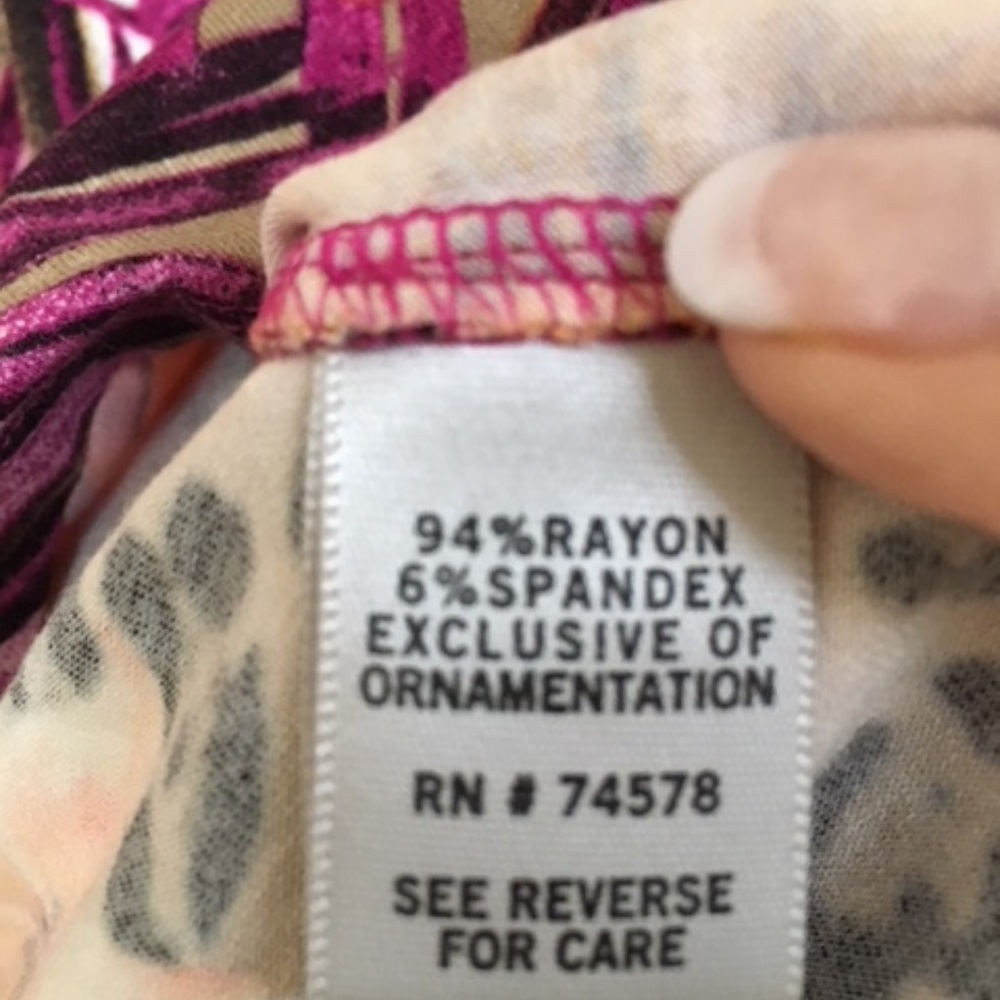 94%RAYON
6%SPANDEX
EXCLUSIVE OF
ORNAMENTATION
RN # 74578
SEE REVERSE
FOR CARE